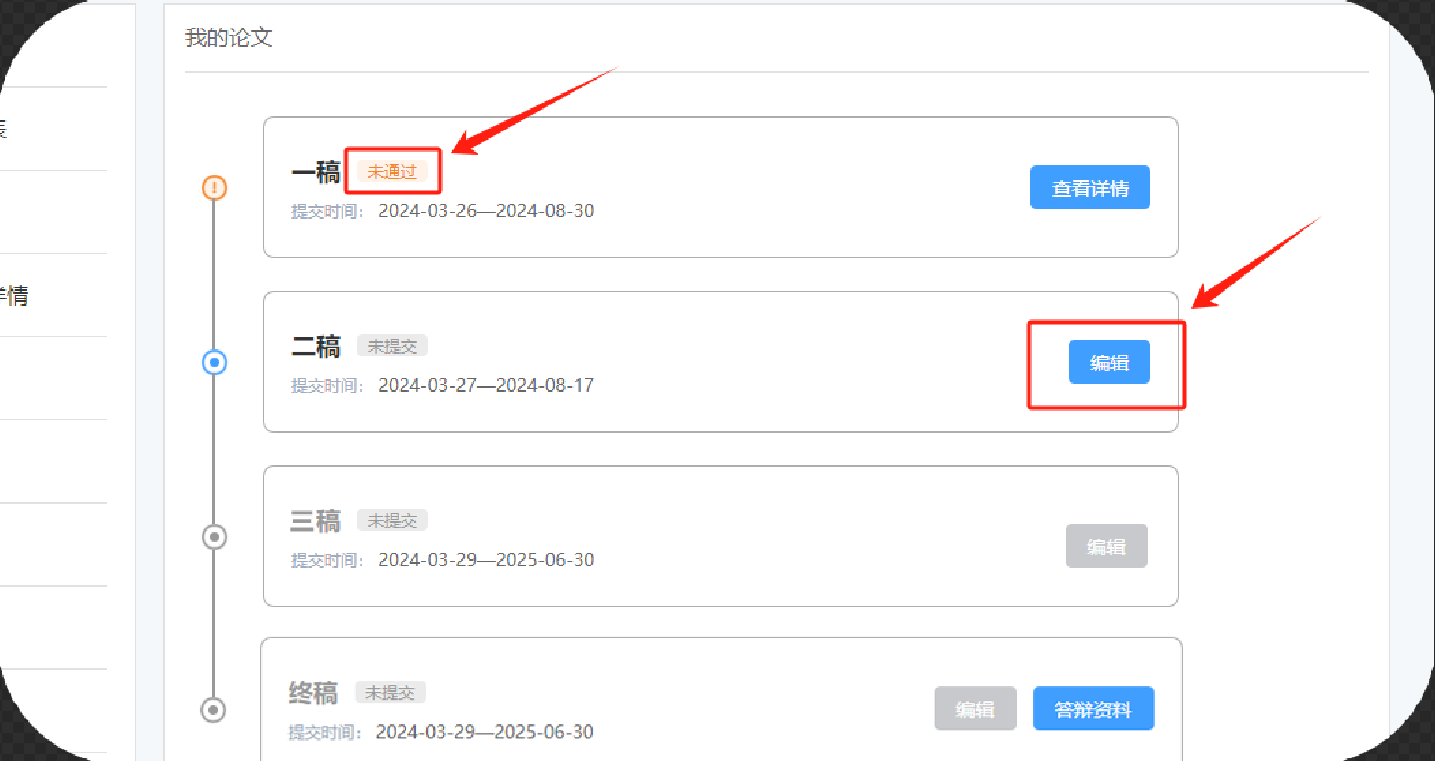 我的论文
一稿 未通过
提交时间： 2024-03-26—2024-08-30
查看详情
详情
二稿 未提交
提交时间： 2024-03-27—2024-08-17
编辑
三稿 未提交
提交时间： 2024-03-29—2025-06-30
编辑
终稿 未提交
提交时间： 2024-03-29—2025-06-30
编辑 答辩资料